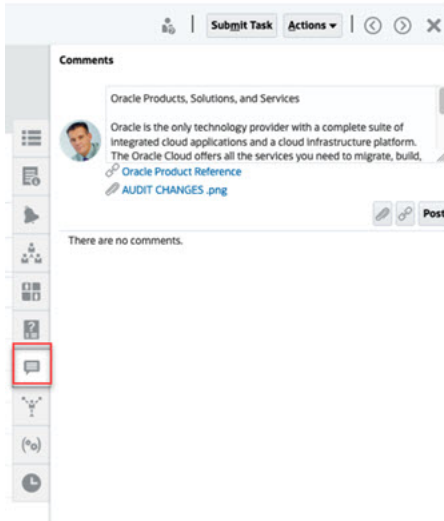 Submit Task Actions
Comments
Oracle Products, Solutions, and Services
Oracle is the only technology provider with a complete suite of
integrated cloud applications and a cloud infrastructure platform.
The Oracle Cloud offers all the services you need to migrate, build,
Oracle Product Reference
AUDIT CHANGES .png
Post
There are no comments.